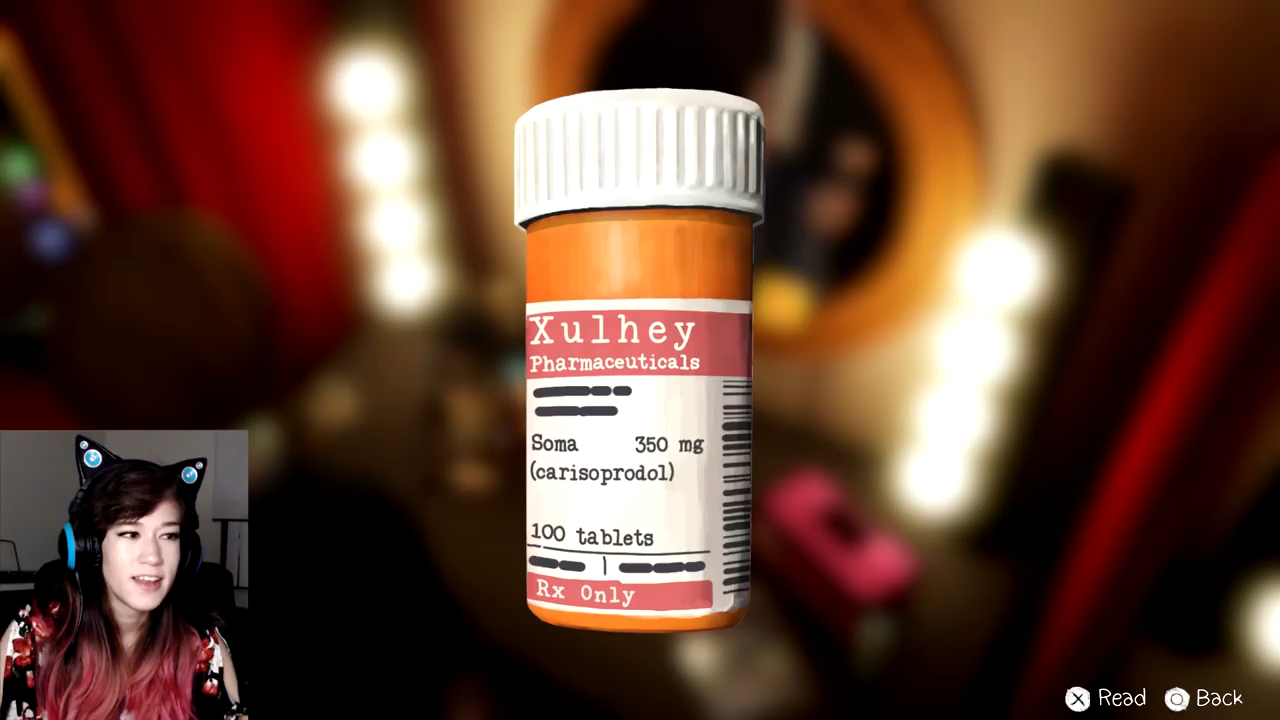 Xulhey
Pharmaceuticals
Soma 350 mg
(carisoprodol)
100 tablets
Rx Only
X Read O Back